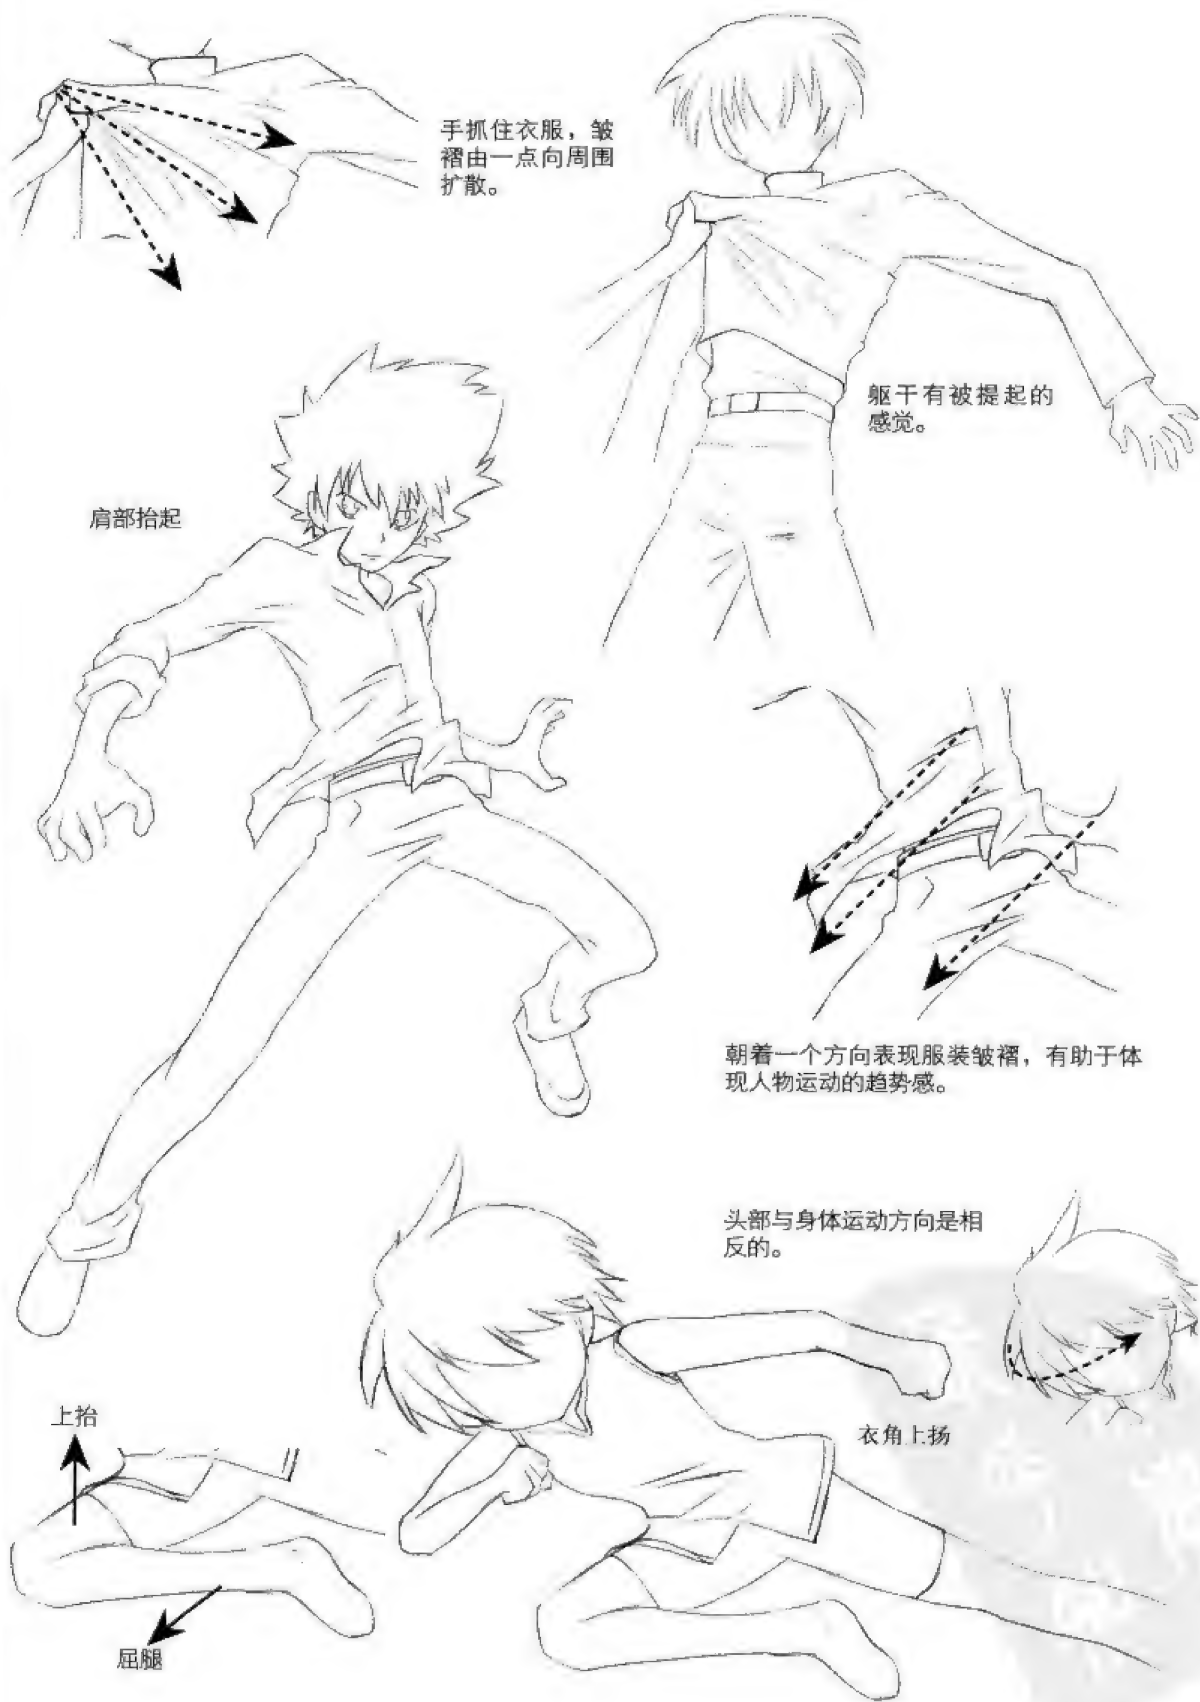 手抓住衣服，皱
褶由一点向周围
扩散。
躯干有被提起的
感觉。
肩部抬起
朝着一个方向表现服装皱褶，有助于体
现人物运动的趋势感。
头部与身体运动方向是相
反的。
衣角上扬
上抬
屈腿